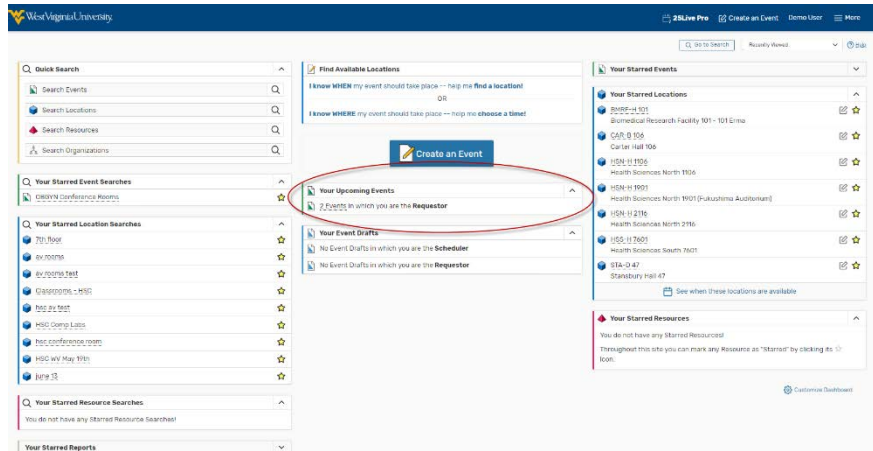 WestVirginiaUniversity.
25Live Pro
Create an Event
Demo User
More
Go to Search
Recently Viewed
Quick Search
Search Events
Search Locations
Search Resources
Search Organizations
Your Starred Event Searches
OBGYN Conference Rooms
Your Starred Location Searches
7th floor
av rooms
av rooms test
Classrooms - HSC
hsc av test
HSC Comp Labs
hsc conference room
HSC WV May 19th
june 13
Your Starred Resource Searches
You do not have any Starred Resource Searches!
Your Starred Reports
Find Available Locations
I know WHEN my event should take place -- help me find a location!
OR
I know WHERE my event should take place -- help me choose a time!
Create an Event
Your Upcoming Events
2 Events in which you are the Requestor
Your Event Drafts
No Event Drafts in which you are the Scheduler
No Event Drafts in which you are the Requestor
Your Starred Events
Your Starred Locations
BMRF-H 101
Biomedical Research Facility 101 - 101 Erma
CAR-B 106
Carter Hall 106
HSN-H 1106
Health Sciences North 1106
HSN-H 1901
Health Sciences North 1901 (Fukushima Auditorium)
HSN-H 2116
Health Sciences North 2116
HSS-H 7601
Health Sciences South 7601
STA-D 47
Stansbury Hall 47
See when these locations are available
Your Starred Resources
You do not have any Starred Resources!
Throughout this site you can mark any Resource as "Starred" by clicking its
icon.
Customize Dashboard